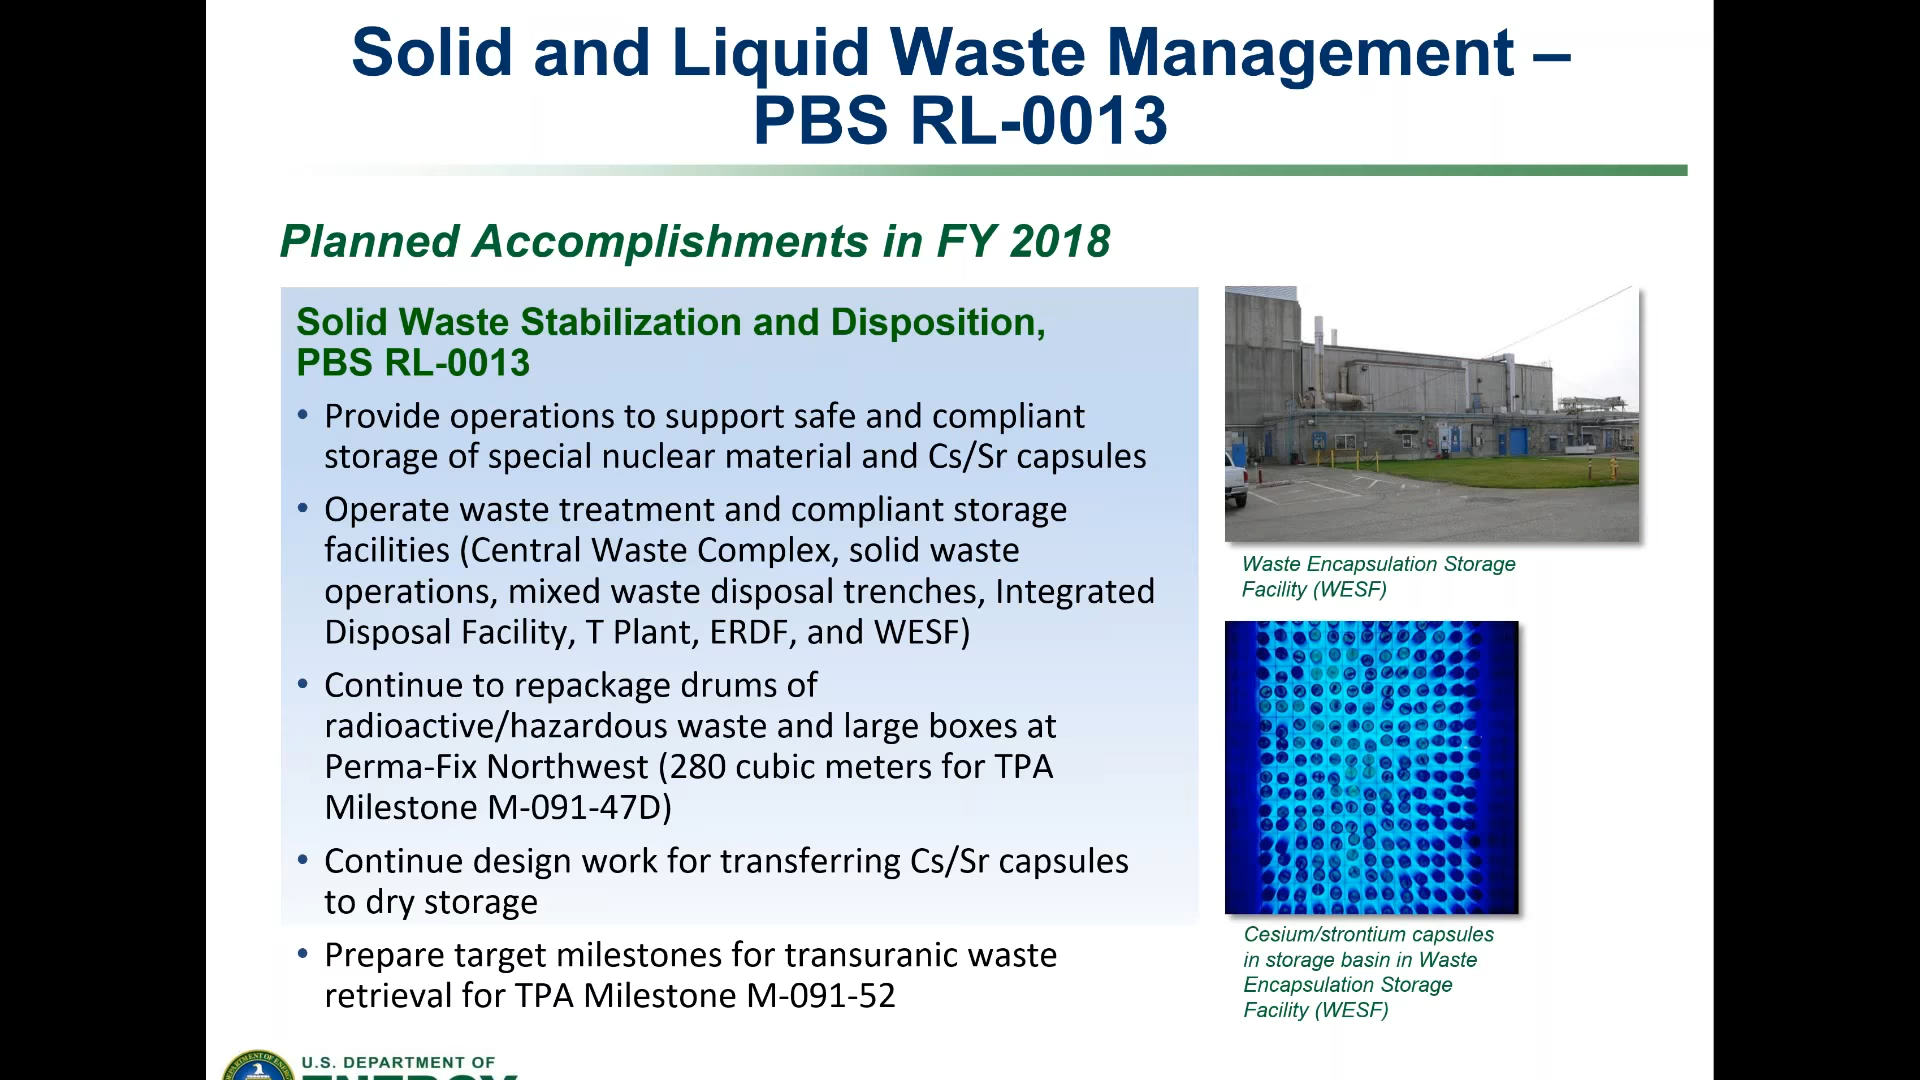 Solid and Liquid Waste Management –
PBS RL-0013
Planned Accomplishments in FY 2018
Solid Waste Stabilization and Disposition,
PBS RL-0013
• Provide operations to support safe and compliant
storage of special nuclear material and Cs/Sr capsules
• Operate waste treatment and compliant storage
facilities (Central Waste Complex, solid waste
operations, mixed waste disposal trenches, Integrated
Disposal Facility, T Plant, ERDF, and WESF)
• Continue to repackage drums of
radioactive/hazardous waste and large boxes at
Perma-Fix Northwest (280 cubic meters for TPA
Milestone M-091-47D)
• Continue design work for transferring Cs/Sr capsules
to dry storage
• Prepare target milestones for transuranic waste
retrieval for TPA Milestone M-091-52
Waste Encapsulation Storage
Facility (WESF)
Cesium/strontium capsules
in storage basin in Waste
Encapsulation Storage
Facility (WESF)
U.S. DEPARTMENT OF
ENERGY